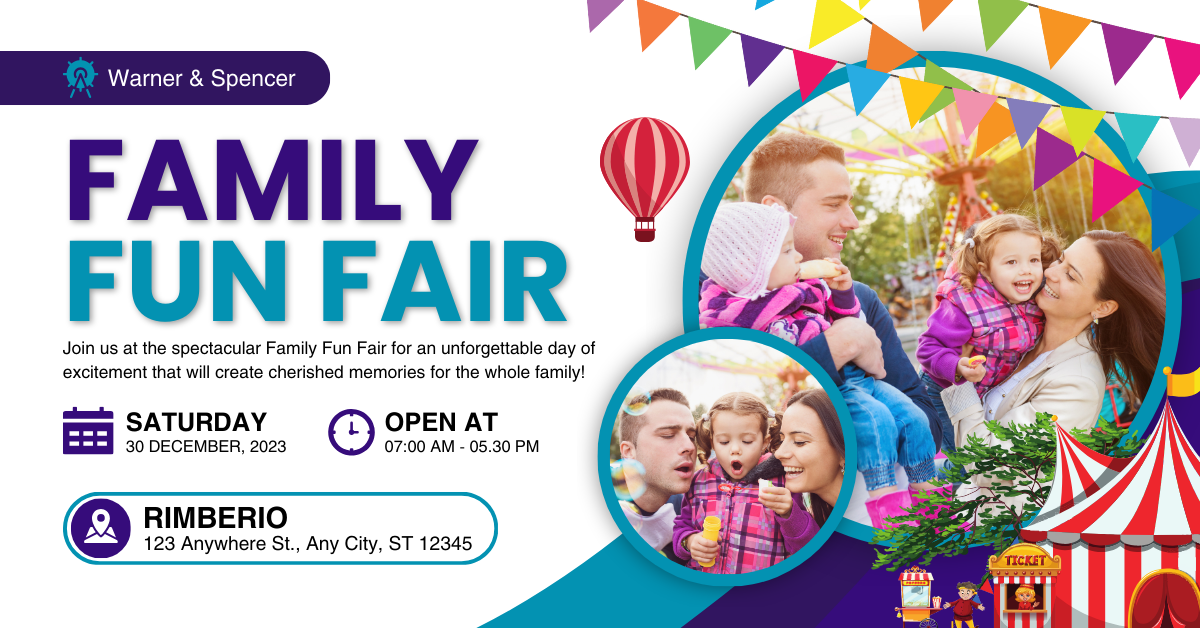 Warner & Spencer
FAMILY
FUN FAIR
Join us at the spectacular Family Fun Fair for an unforgettable day of
excitement that will create cherished memories for the whole family!
SATURDAY
30 DECEMBER, 2023
OPEN AT
07:00 AM - 05.30 PM
RIMBERIO
123 Anywhere St., Any City, ST 12345
TICKET